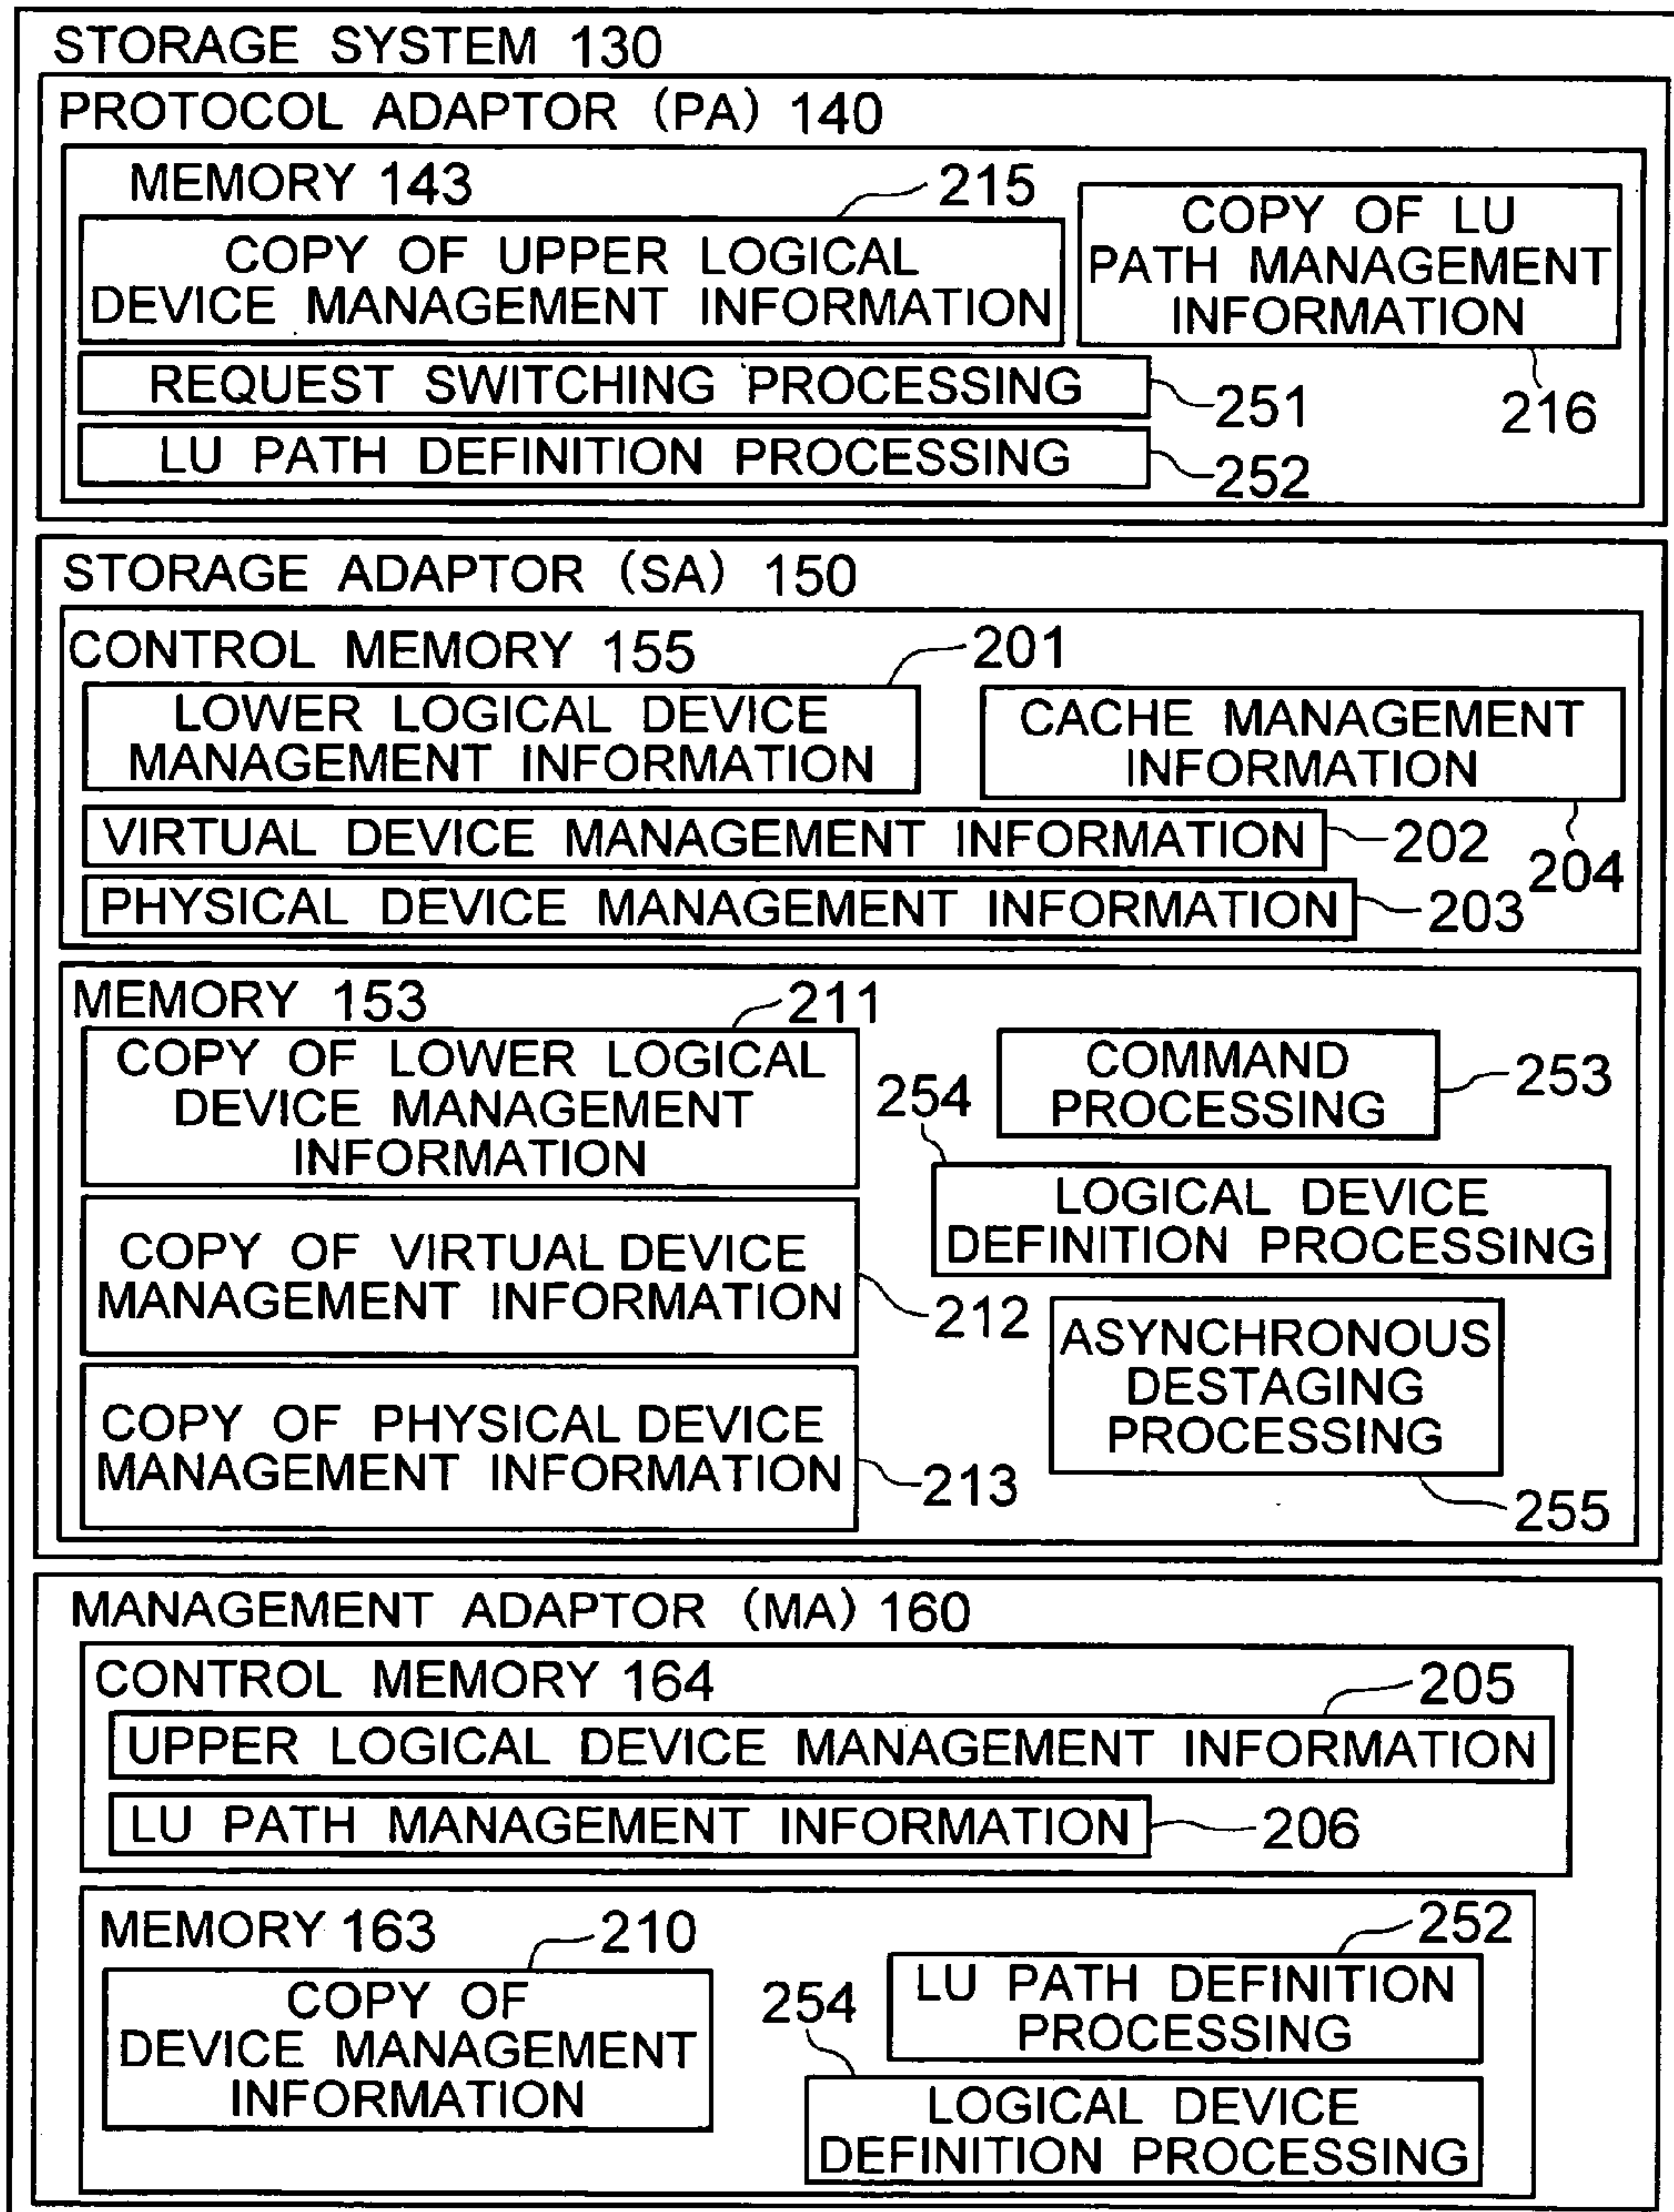 STORAGE SYSTEM 130
PROTOCOL ADAPTOR (PA) 140
MEMORY 143
215
COPY OF UPPER LOGICAL
DEVICE MANAGEMENT INFORMATION
COPY OF LU
PATH MANAGEMENT
INFORMATION
216
REQUEST SWITCHING PROCESSING
251
LU PATH DEFINITION PROCESSING
252
STORAGE ADAPTOR (SA) 150
CONTROL MEMORY 155
201
LOWER LOGICAL DEVICE
MANAGEMENT INFORMATION
CACHE MANAGEMENT
INFORMATION
204
VIRTUAL DEVICE MANAGEMENT INFORMATION
202
PHYSICAL DEVICE MANAGEMENT INFORMATION
203
MEMORY 153
211
COPY OF LOWER LOGICAL
DEVICE MANAGEMENT
INFORMATION
COMMAND
PROCESSING
253
254
LOGICAL DEVICE
DEFINITION PROCESSING
COPY OF VIRTUAL DEVICE
MANAGEMENT INFORMATION
212
ASYNCHRONOUS
DESTAGING
PROCESSING
255
COPY OF PHYSICAL DEVICE
MANAGEMENT INFORMATION
213
MANAGEMENT ADAPTOR (MA) 160
CONTROL MEMORY 164
205
UPPER LOGICAL DEVICE MANAGEMENT INFORMATION
LU PATH MANAGEMENT INFORMATION
206
MEMORY 163
210
COPY OF
DEVICE MANAGEMENT
INFORMATION
252
LU PATH DEFINITION
PROCESSING
254
LOGICAL DEVICE
DEFINITION PROCESSING